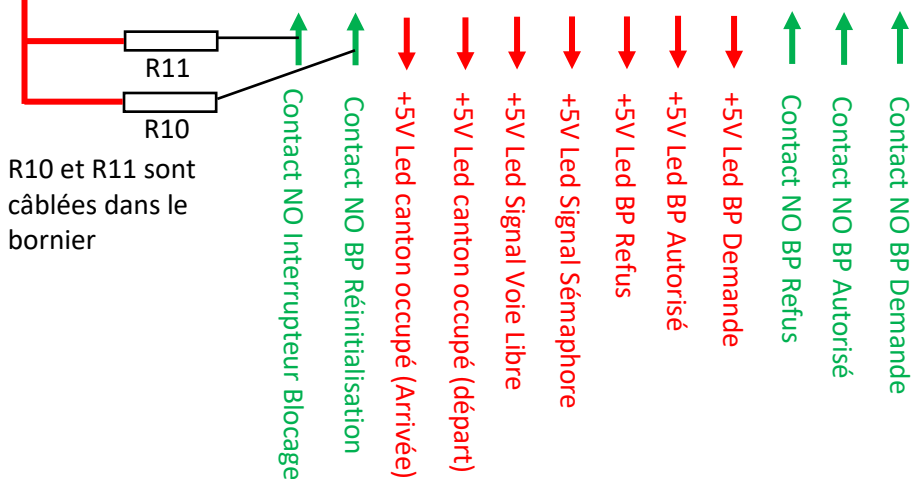 R11
R10
R10 et R11 sont
câblées dans le
bornier
Contact NO Interrupteur Blocage
Contact NO BP Réinitialisation
+5V Led canton occupé (Arrivée)
+5V Led canton occupé (départ)
+5V Led Signal Voie Libre
+5V Led Signal Sémaphore
+5V Led BP Refus
+5V Led BP Autorisé
+5V Led BP Demande
Contact NO BP Refus
Contact NO BP Autorisé
Contact NO BP Demande